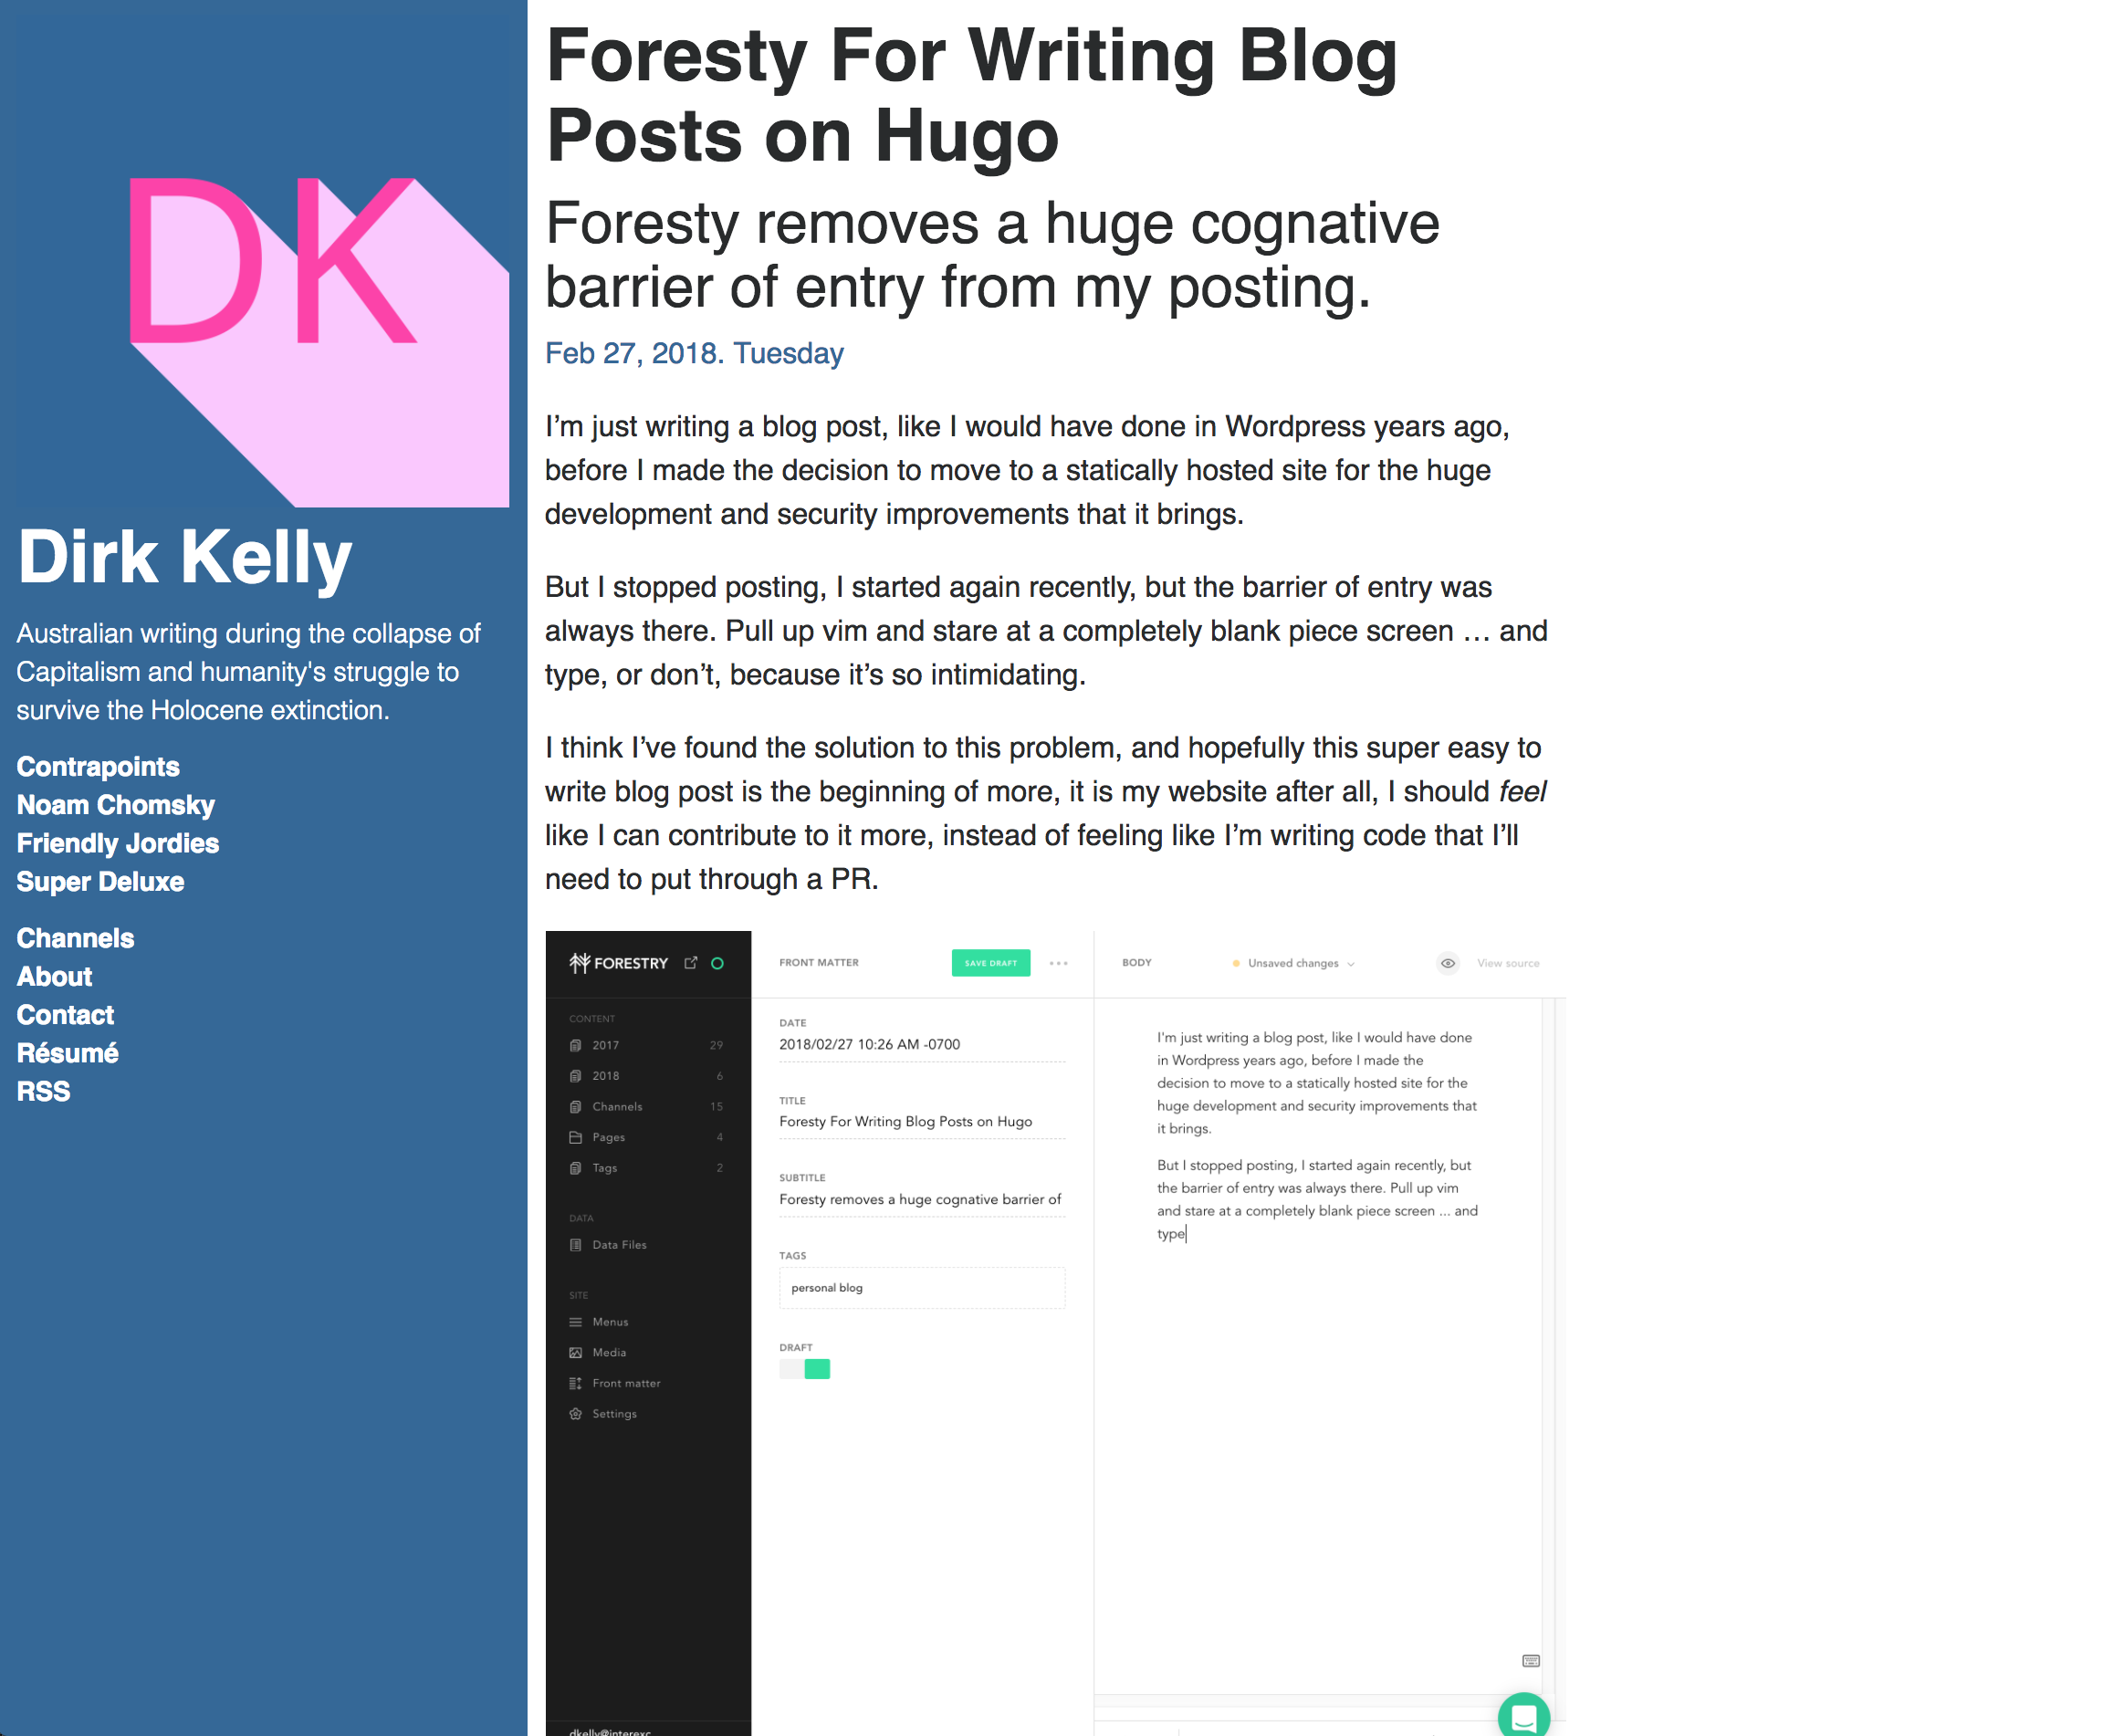 DK
Dirk Kelly
Australian writing during the collapse of
Capitalism and humanity's struggle to
survive the Holocene extinction.
Contrapoints
Noam Chomsky
Friendly Jordies
Super Deluxe
Channels
About
Contact
Résumé
RSS
Foresty For Writing Blog
Posts on Hugo
Foresty removes a huge cognative
barrier of entry from my posting.
Feb 27, 2018. Tuesday
I’m just writing a blog post, like I would have done in Wordpress years ago,
before I made the decision to move to a statically hosted site for the huge
development and security improvements that it brings.
But I stopped posting, I started again recently, but the barrier of entry was
always there. Pull up vim and stare at a completely blank piece screen … and
type, or don’t, because it’s so intimidating.
I think I’ve found the solution to this problem, and hopefully this super easy to
write blog post is the beginning of more, it is my website after all, I should feel
like I can contribute to it more, instead of feeling like I’m writing code that I’ll
need to put through a PR.
FORESTRY
CONTENT
2017 29
2018 6
Channels 15
Pages 4
Tags 2
DATA
Data Files
SITE
Menus
Media
Front matter
Settings
dkelly@interexc
FRONT MATTER SAVE DRAFT
DATE
2018/02/27 10:26 AM -0700
TITLE
Foresty For Writing Blog Posts on Hugo
SUBTITLE
Foresty removes a huge cognative barrier of
TAGS
personal blog
DRAFT
BODY Unsaved changes View source
I'm just writing a blog post, like I would have done
in Wordpress years ago, before I made the
decision to move to a statically hosted site for the
huge development and security improvements that
it brings.
But I stopped posting, I started again recently, but
the barrier of entry was always there. Pull up vim
and stare at a completely blank piece screen ... and
type